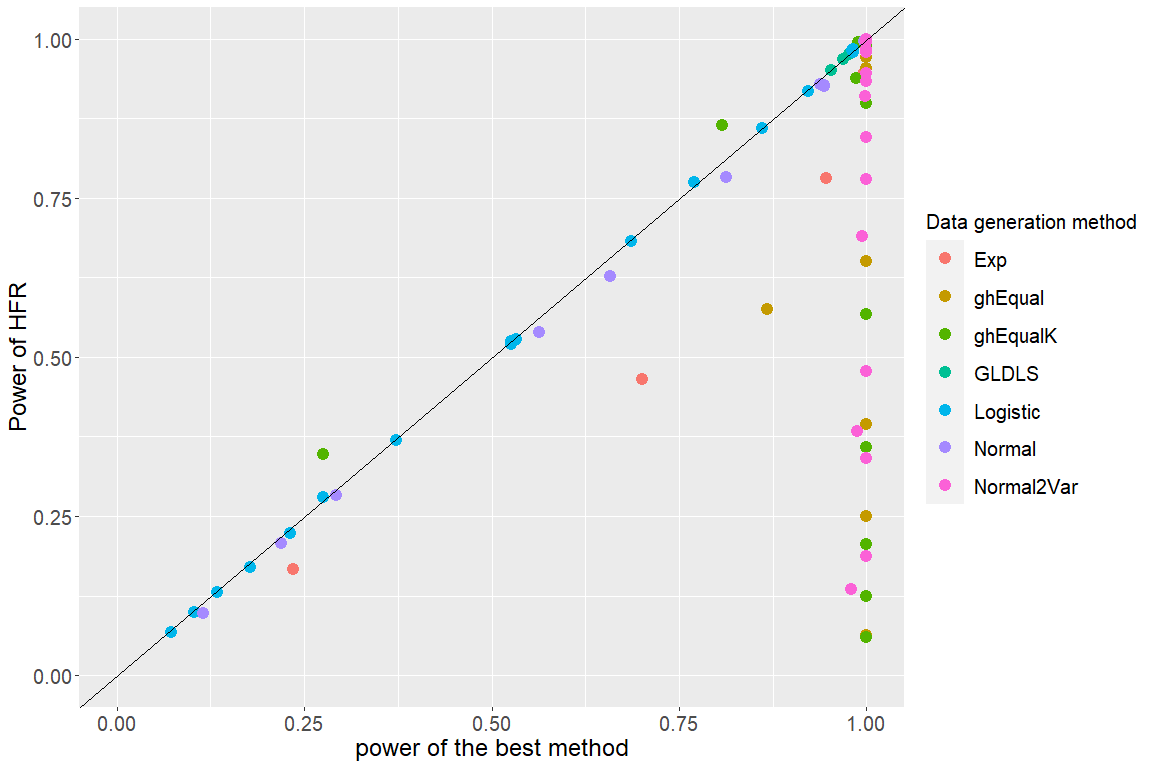 1.00
0.75
0.50
0.25
0.00
Power of HFR
0.00 0.25 0.50 0.75 1.00
power of the best method
Data generation method
Exp
ghEqual
ghEqualK
GLDLS
Logistic
Normal
Normal2Var